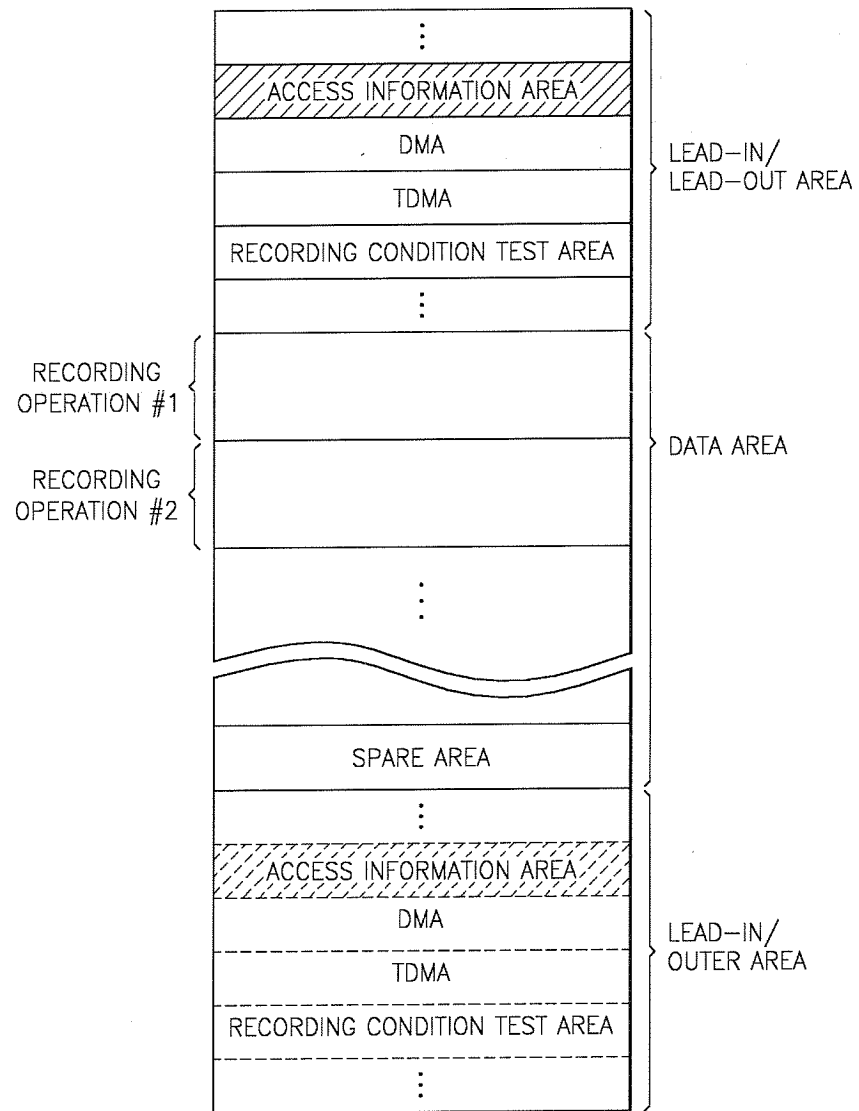 ACCESS INFORMATION AREA
DMA
TDMA
RECORDING CONDITION TEST AREA
LEAD-IN/
LEAD-OUT AREA
RECORDING
OPERATION #1
RECORDING
OPERATION #2
DATA AREA
SPARE AREA
ACCESS INFORMATION AREA
DMA
TDMA
RECORDING CONDITION TEST AREA
LEAD-IN/
OUTER AREA